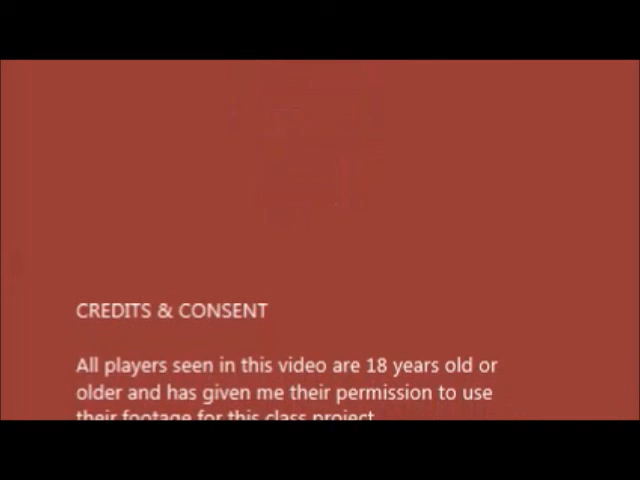 CREDITS & CONSENT
All players seen in this video are 18 years old or
older and has given me their permission to use
their footage for this class project